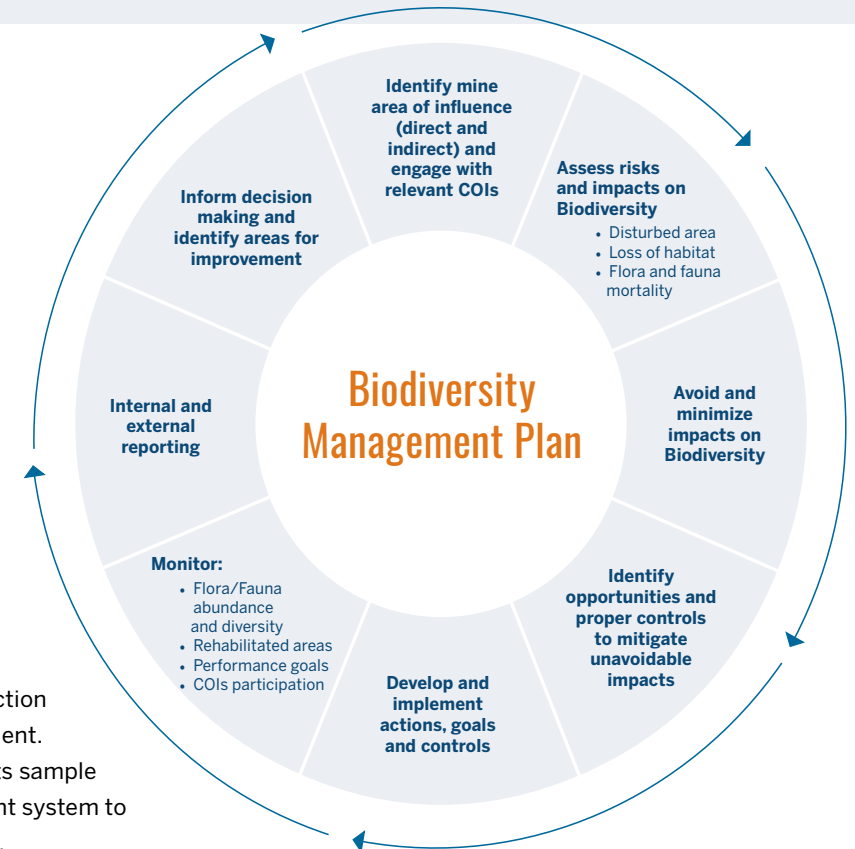 Identify mine
area of influence
(direct and
indirect) and
engage with
relevant COIs
Assess risks
and impacts on
Biodiversity
• Disturbed area
• Loss of habitat
• Flora and fauna
mortality
Avoid and
minimize
impacts on
Biodiversity
Identify
opportunities and
proper controls
to mitigate
unavoidable
impacts
Develop and
implement
actions, goals
and controls
Monitor:
• Flora/Fauna
abundance
and diversity
• Rehabilitated areas
• Performance goals
• COIs participation
Internal and
external
reporting
Inform decision
making and
identify areas for
improvement
Biodiversity
Management Plan
sample
system to